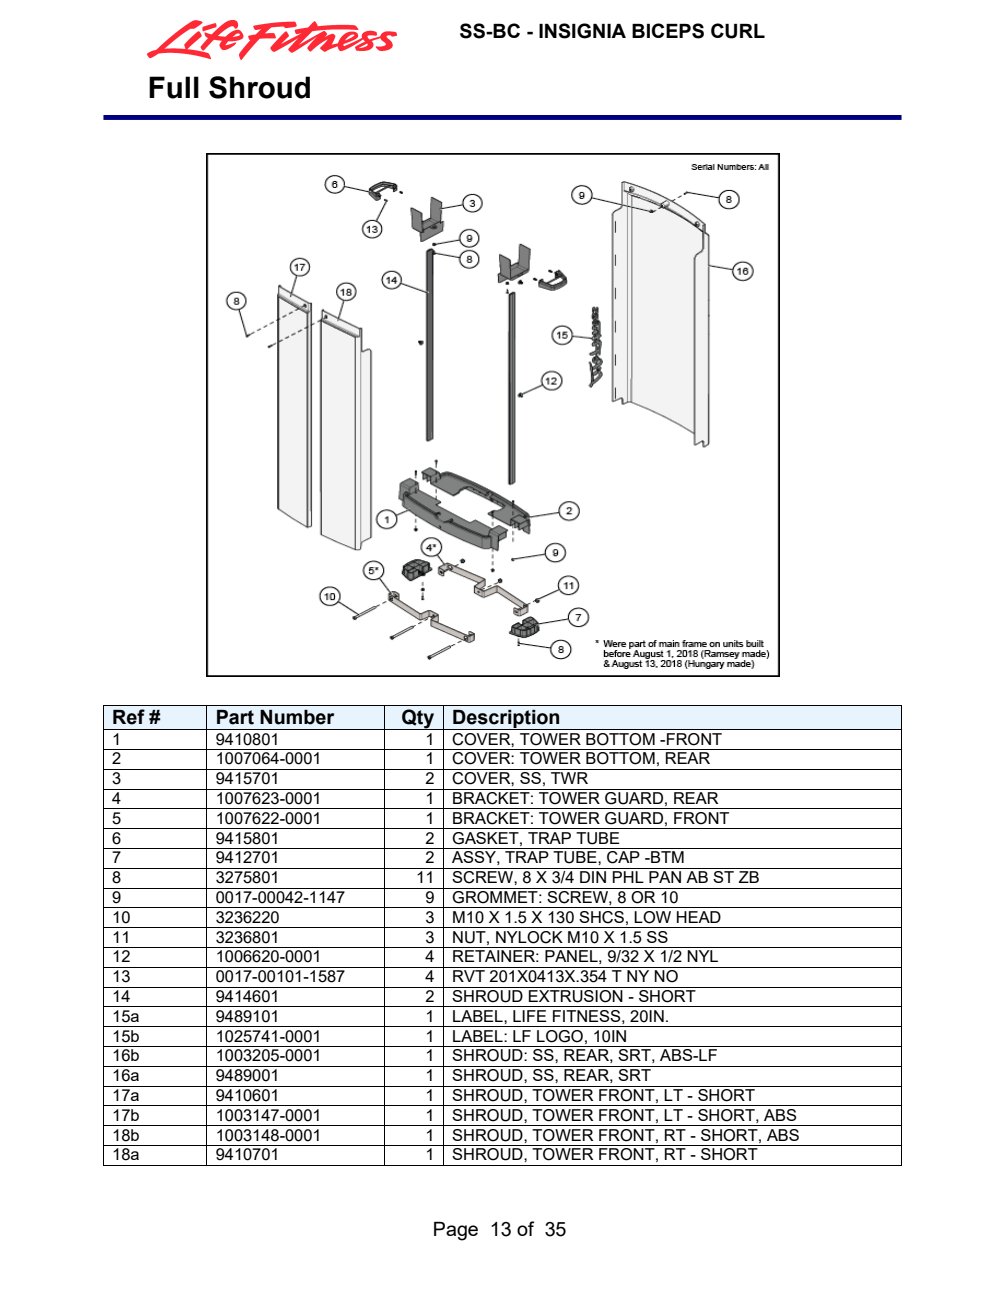 LifeFitness
SS-BC - INSIGNIA BICEPS CURL
Full Shroud
Serial Numbers: All
6
3
9
8
13
9
8
17
14
16
18
8
15
12
1
2
4*
9
5*
11
10
7
8
* Were part of main frame on units built
before August 1, 2018 (Ramsey made)
& August 13, 2018 (Hungary made)
Ref # Part Number Qty Description
1 9410801 1 COVER, TOWER BOTTOM -FRONT
2 1007064-0001 1 COVER: TOWER BOTTOM, REAR
3 9415701 2 COVER, SS, TWR
4 1007623-0001 1 BRACKET: TOWER GUARD, REAR
5 1007622-0001 1 BRACKET: TOWER GUARD, FRONT
6 9415801 2 GASKET, TRAP TUBE
7 9412701 2 ASSY, TRAP TUBE, CAP -BTM
8 3275801 11 SCREW, 8 X 3/4 DIN PHL PAN AB ST ZB
9 0017-00042-1147 9 GROMMET: SCREW, 8 OR 10
10 3236220 3 M10 X 1.5 X 130 SHCS, LOW HEAD
11 3236801 3 NUT, NYLOCK M10 X 1.5 SS
12 1006620-0001 4 RETAINER: PANEL, 9/32 X 1/2 NYL
13 0017-00101-1587 4 RVT 201X0413X.354 T NY NO
14 9414601 2 SHROUD EXTRUSION - SHORT
15a 9489101 1 LABEL, LIFE FITNESS, 20IN.
15b 1025741-0001 1 LABEL: LF LOGO, 10IN
16b 1003205-0001 1 SHROUD: SS, REAR, SRT, ABS-LF
16a 9489001 1 SHROUD, SS, REAR, SRT
17a 9410601 1 SHROUD, TOWER FRONT, LT - SHORT
17b 1003147-0001 1 SHROUD, TOWER FRONT, LT - SHORT, ABS
18b 1003148-0001 1 SHROUD, TOWER FRONT, RT - SHORT, ABS
18a 9410701 1 SHROUD, TOWER FRONT, RT - SHORT
Page 13 of 35